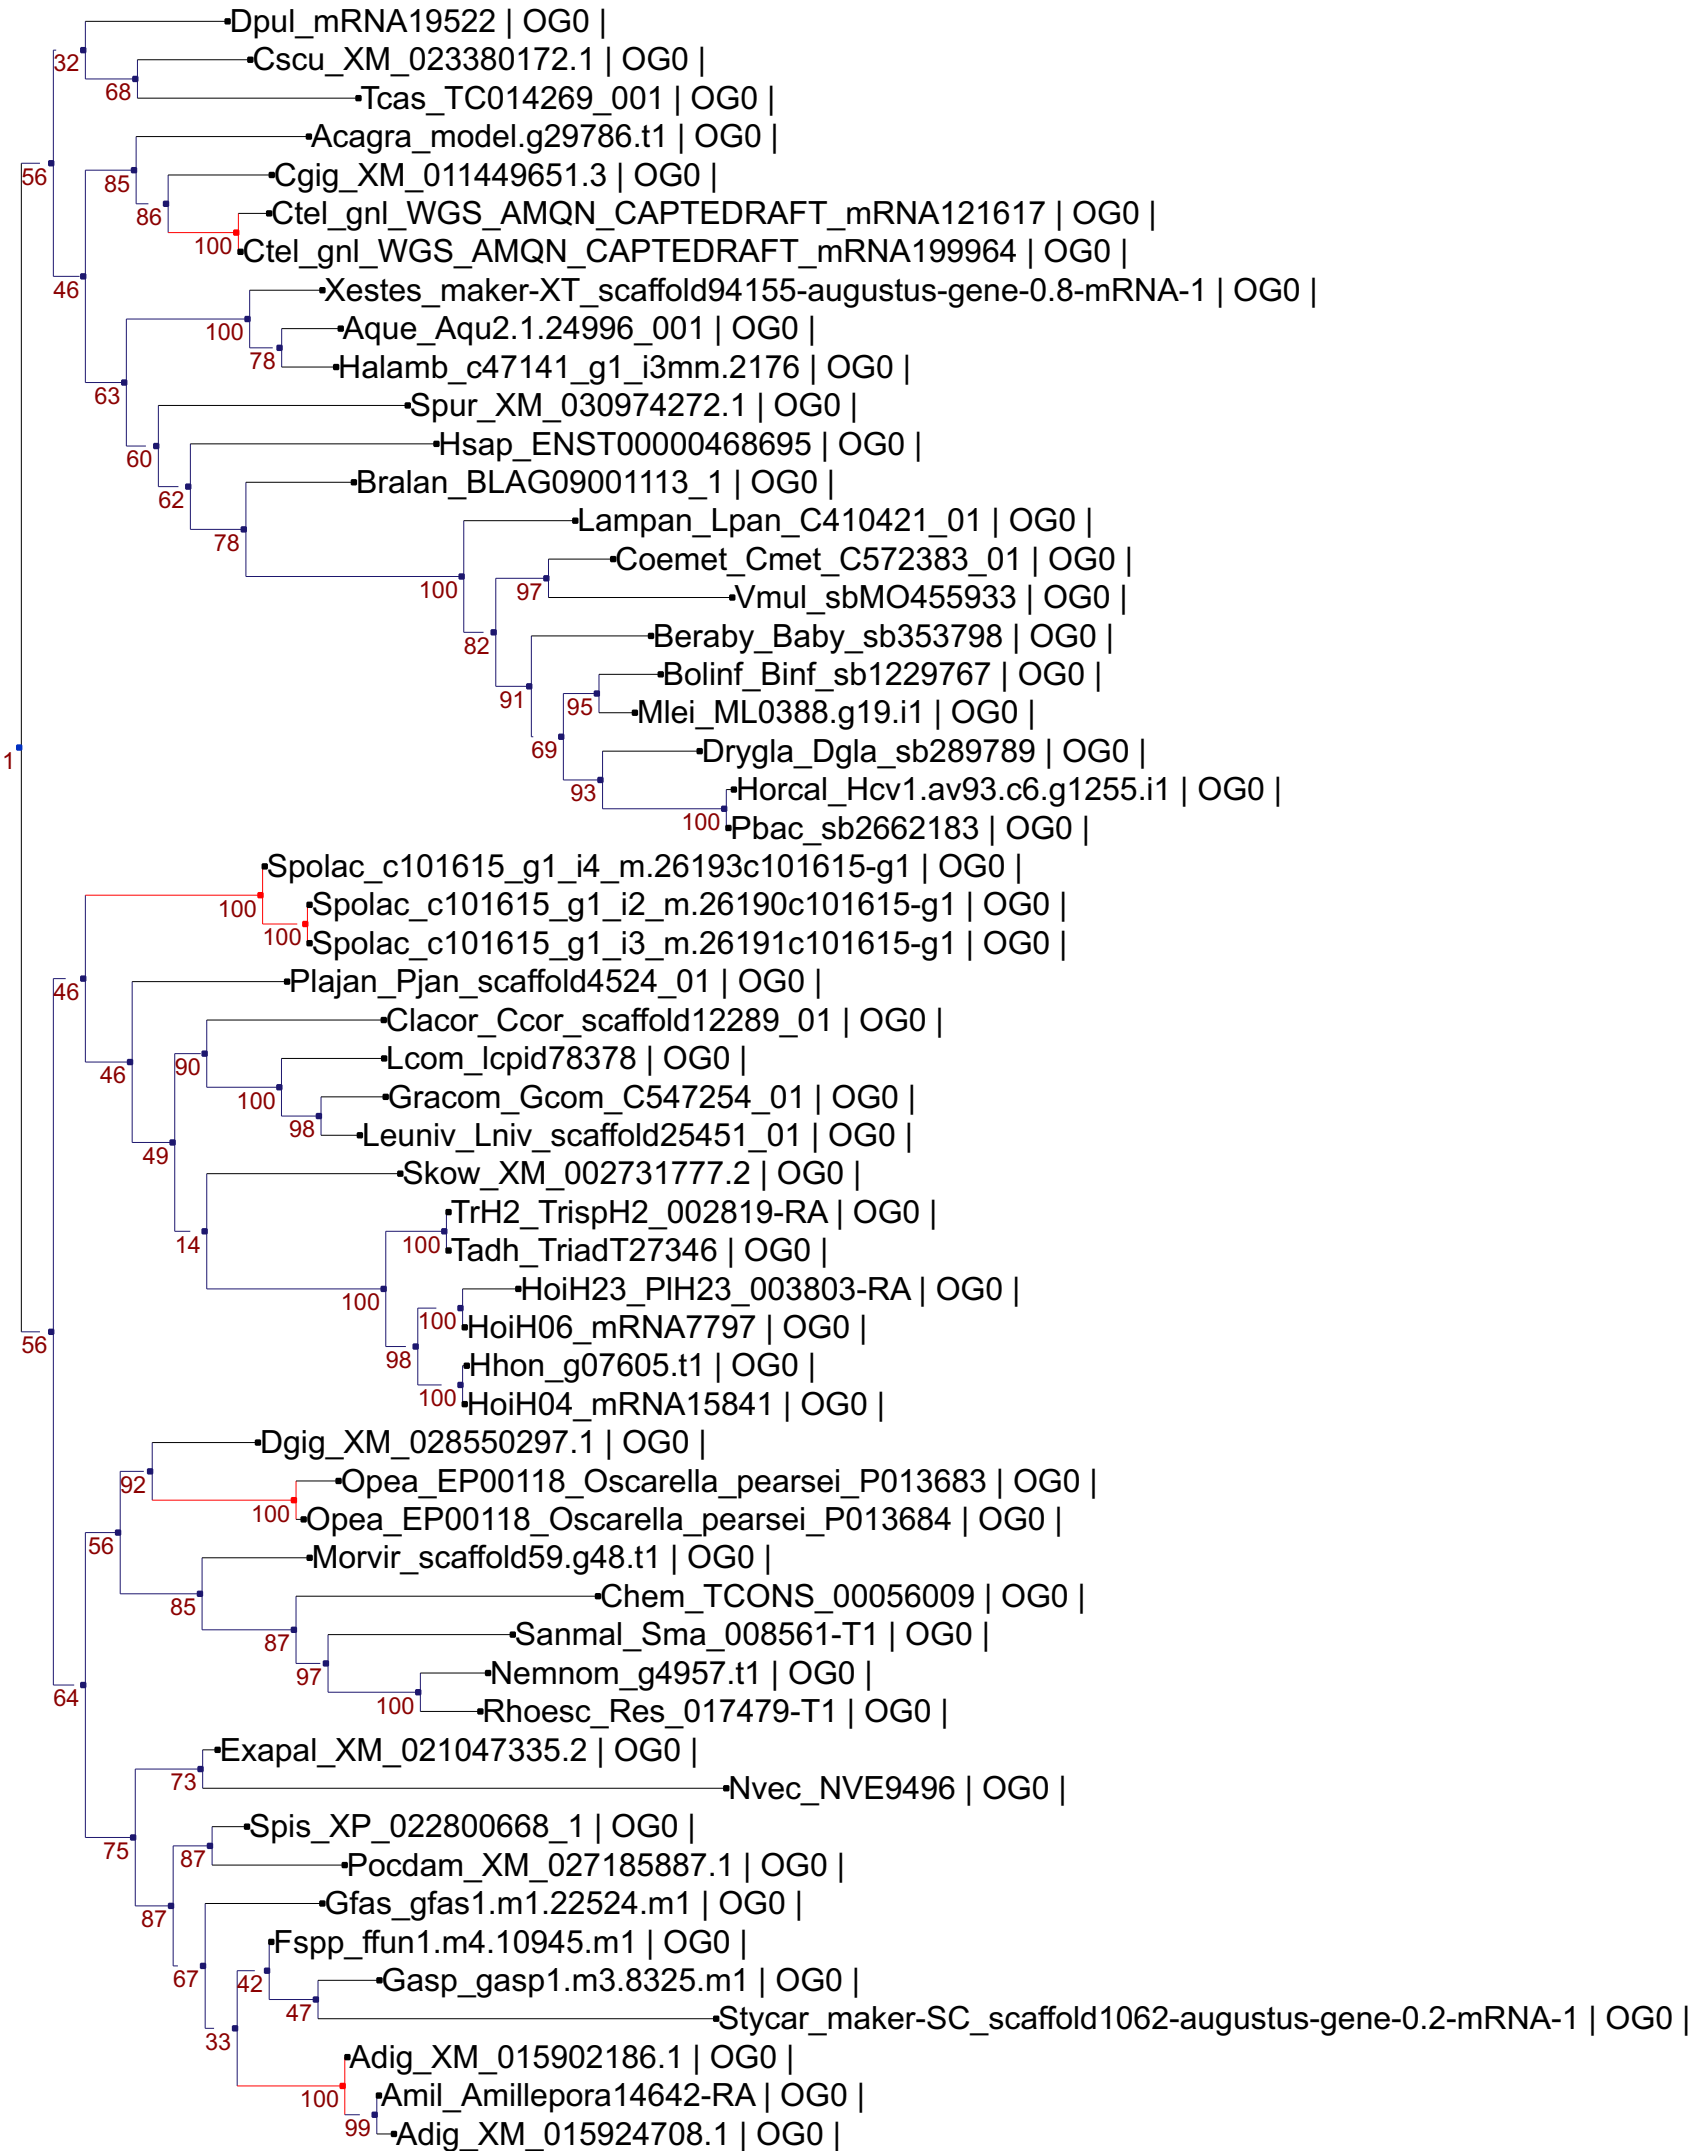 Dpul_mRNA19522 | OG0 |
32
Cscu_XM_023380172.1 | OG0 |
68
Tcas_TC014269_001 | OG0 |
Acagra_model.g29786.t1 | OG0 |
56
85
Cgig_XM_011449651.3 | OG0 |
86
Ctel_gnl_WGS_AMQN_CAPTEDRAFT_mRNA121617 | OG0 |
100
Ctel_gnl_WGS_AMQN_CAPTEDRAFT_mRNA199964 | OG0 |
46
Xestes_maker-XT_scaffold94155-augustus-gene-0.8-mRNA-1 | OG0 |
100
Aque_Aqu2.1.24996_001 | OG0 |
78
Halamb_c47141_g1_i3mm.2176 | OG0 |
63
Spur_XM_030974272.1 | OG0 |
60
Hsap_ENST00000468695 | OG0 |
62
Bralan_BLAG09001113_1 | OG0 |
78
Lampan_Lpan_C410421_01 | OG0 |
100
Coemet_Cmet_C572383_01 | OG0 |
97
Vmul_sbMO455933 | OG0 |
82
Beraby_Baby_sb353798 | OG0 |
91
Bolinf_Binf_sb1229767 | OG0 |
95
Mlei_ML0388.g19.i1 | OG0 |
69
Drygla_Dgla_sb289789 | OG0 |
1
93
Horcal_Hcv1.av93.c6.g1255.i1 | OG0 |
100
Pbac_sb2662183 | OG0 |
Spolac_c101615_g1_i4_m.26193c101615-g1 | OG0 |
100
Spolac_c101615_g1_i2_m.26190c101615-g1 | OG0 |
100
Spolac_c101615_g1_i3_m.26191c101615-g1 | OG0 |
46
Plajan_Pjan_scaffold4524_01 | OG0 |
Clacor_Ccor_scaffold12289_01 | OG0 |
46
90
Lcom_lcpid78378 | OG0 |
100
Gracom_Gcom_C547254_01 | OG0 |
98
Leuniv_Lniv_scaffold25451_01 | OG0 |
49
Skow_XM_002731777.2 | OG0 |
14
TrH2_TrispH2_002819-RA | OG0 |
100
Tadh_TriadT27346 | OG0 |
100
HoiH23_PlH23_003803-RA | OG0 |
100
HoiH06_mRNA7797 | OG0 |
56
98
Hhon_g07605.t1 | OG0 |
100
HoiH04_mRNA15841 | OG0 |
Dgig_XM_028550297.1 | OG0 |
92
Opea_EP00118_Oscarella_pearsei_P013683 | OG0 |
100
Opea_EP00118_Oscarella_pearsei_P013684 | OG0 |
56
Morvir_scaffold59.g48.t1 | OG0 |
85
Chem_TCONS_00056009 | OG0 |
87
Sanmal_Sma_008561-T1 | OG0 |
97
Nemnom_g4957.t1 | OG0 |
64
100
Rhoesc_Res_017479-T1 | OG0 |
Exapal_XM_021047335.2 | OG0 |
73
Nvec_NVE9496 | OG0 |
Spis_XP_022800668_1 | OG0 |
75
87
Pocdam_XM_027185887.1 | OG0 |
Gfas_gfas1.m1.22524.m1 | OG0 |
87
Fspp_ffun1.m4.10945.m1 | OG0 |
67
42
Gasp_gasp1.m3.8325.m1 | OG0 |
47
Stycar_maker-SC_scaffold1062-augustus-gene-0.2-mRNA-1 | OG0 |
33
Adig_XM_015902186.1 | OG0 |
100
Amil_Amillepora14642-RA | OG0 |
99
Adig_XM_015924708.1 | OG0 |